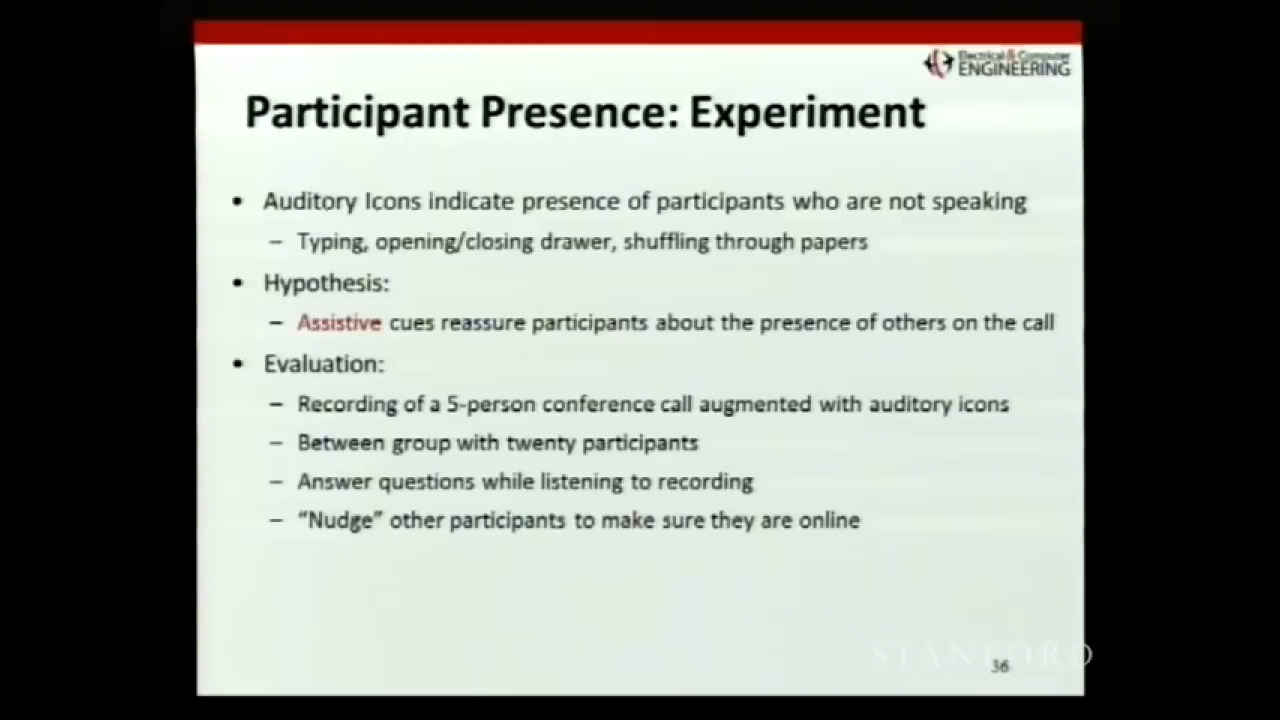 Electrical & Computer
ENGINEERING
Participant Presence: Experiment
• Auditory Icons indicate presence of participants who are not speaking
– Typing, opening/closing drawer, shuffling through papers
• Hypothesis:
– Assistive cues reassure participants about the presence of others on the call
• Evaluation:
– Recording of a 5-person conference call augmented with auditory icons
– Between group with twenty participants
– Answer questions while listening to recording
– “Nudge” other participants to make sure they are online
STANFORD
36